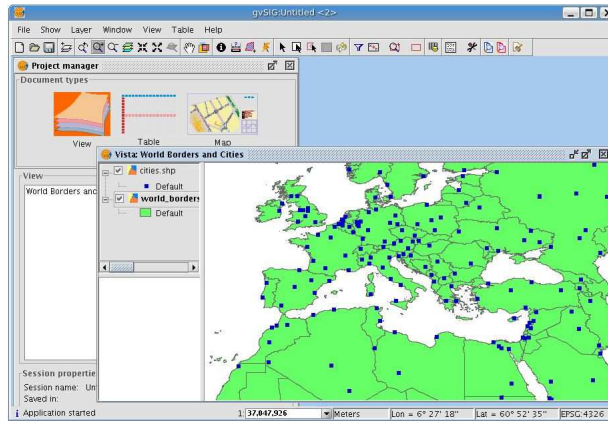 gvSIG:Untitled <2>
File Show Layer Window View Table Help
Project manager
Document types
View
Table
Map
View
World Borders and
Vista: World Borders and Cities
cities.shp
Default
world_borders
Default
Session propertie
Session name: Un
Saved in:
Application started
1: 37,047,926
Meters
Lon = 6° 27' 18"
Lat = 60° 52' 35"
EPSG:4326